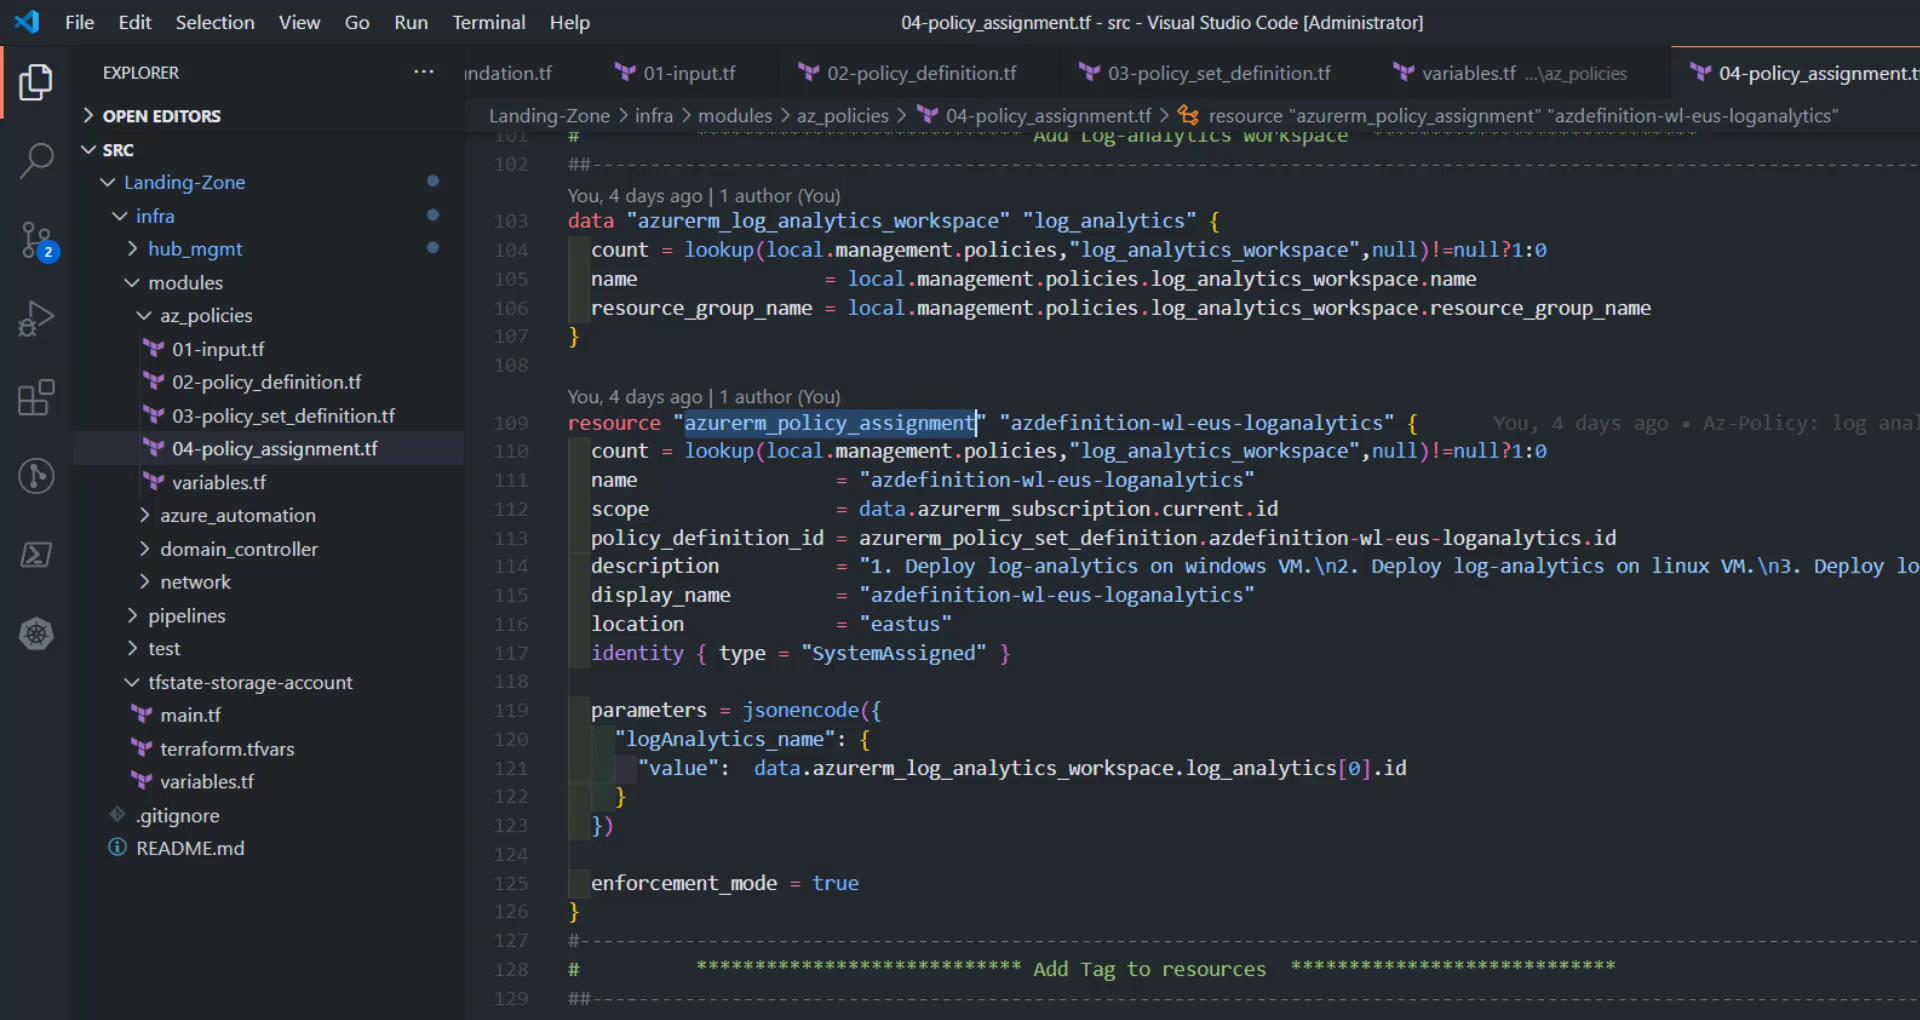 File Edit Selection View Go Run Terminal Help 04-policy_assignment.tf - src - Visual Studio Code [Administrator]
EXPLORER ···
ndation.tf 01-input.tf 02-policy_definition.tf 03-policy_set_definition.tf variables.tf ...\az_policies 04-policy_assignment.tf
OPEN EDITORS
SRC
Landing-Zone
infra
hub_mgmt
modules
az_policies
01-input.tf
02-policy_definition.tf
03-policy_set_definition.tf
04-policy_assignment.tf
variables.tf
azure_automation
domain_controller
network
pipelines
test
tfstate-storage-account
main.tf
terraform.tfvars
variables.tf
.gitignore
README.md
2
Landing-Zone > infra > modules > az_policies > 04-policy_assignment.tf > resource "azurerm_policy_assignment" "azdefinition-wl-eus-loganalytics"
101 # **************************** Add Log-analytics workspace ****************************
102 ##--------------------------------------------------------------------------------
You, 4 days ago | 1 author (You)
103 data "azurerm_log_analytics_workspace" "log_analytics" {
104 count = lookup(local.management.policies,"log_analytics_workspace",null)!=null?1:0
105 name = local.management.policies.log_analytics_workspace.name
106 resource_group_name = local.management.policies.log_analytics_workspace.resource_group_name
107 }
108
You, 4 days ago | 1 author (You)
109 resource "azurerm_policy_assignment" "azdefinition-wl-eus-loganalytics" { You, 4 days ago • Az-Policy: log anal
110 count = lookup(local.management.policies,"log_analytics_workspace",null)!=null?1:0
111 name = "azdefinition-wl-eus-loganalytics"
112 scope = data.azurerm_subscription.current.id
113 policy_definition_id = azurerm_policy_set_definition.azdefinition-wl-eus-loganalytics.id
114 description = "1. Deploy log-analytics on windows VM.\n2. Deploy log-analytics on linux VM.\n3. Deploy lo
115 display_name = "azdefinition-wl-eus-loganalytics"
116 location = "eastus"
117 identity { type = "SystemAssigned" }
118
119 parameters = jsonencode({
120 "logAnalytics_name": {
121 "value": data.azurerm_log_analytics_workspace.log_analytics[0].id
122 }
123 })
124
125 enforcement_mode = true
126 }
127 #--------------------------------------------------------------------------------
128 # **************************** Add Tag to resources ****************************
129 ##--------------------------------------------------------------------------------